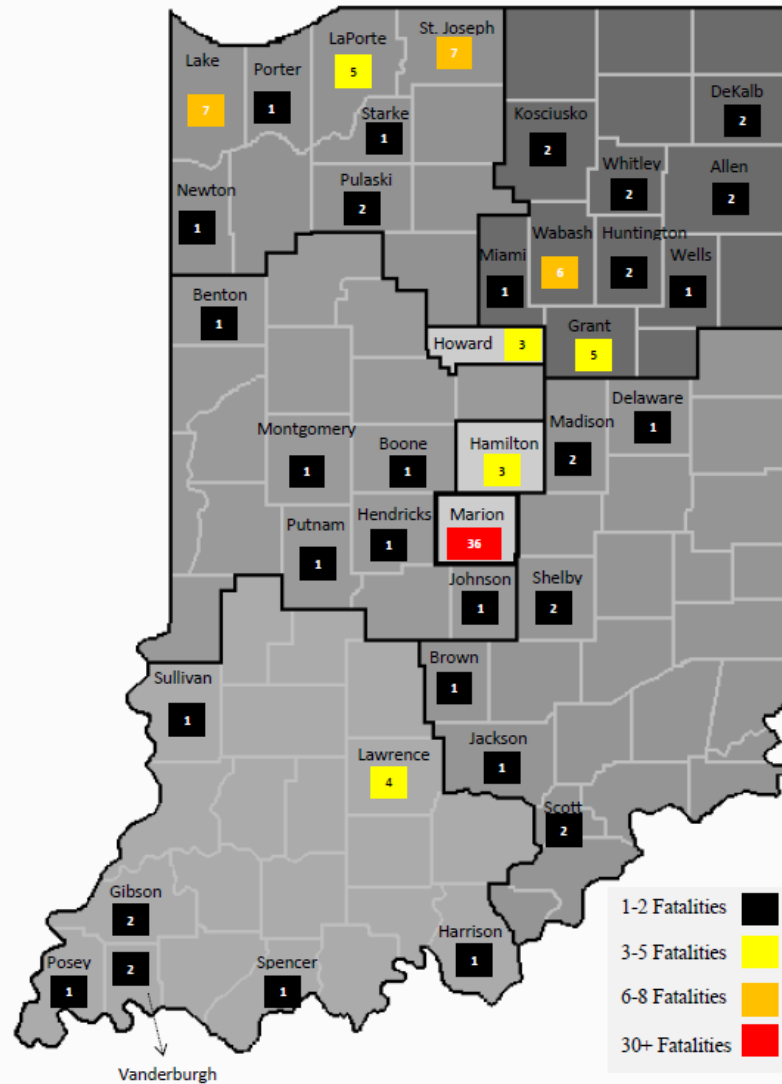 St. Joseph
7
LaPorte
5
Lake
7
Porter
1
Starke
1
Kosciusko
2
DeKalb
2
Whitley
2
Allen
2
Newton
1
Pulaski
2
Miami
1
Wabash
6
Huntington
2
Wells
1
Benton
1
Howard 3
Grant
5
Montgomery
1
Boone
1
Hamilton
3
Madison
2
Delaware
1
Putnam
1
Hendricks
1
Marion
36
Johnson
1
Shelby
2
Sullivan
1
Brown
1
Lawrence
4
Jackson
1
Scott
2
Gibson
2
Posey
1
2
Vanderburgh
Spencer
1
Harrison
1
1-2 Fatalities
3-5 Fatalities
6-8 Fatalities
30+ Fatalities